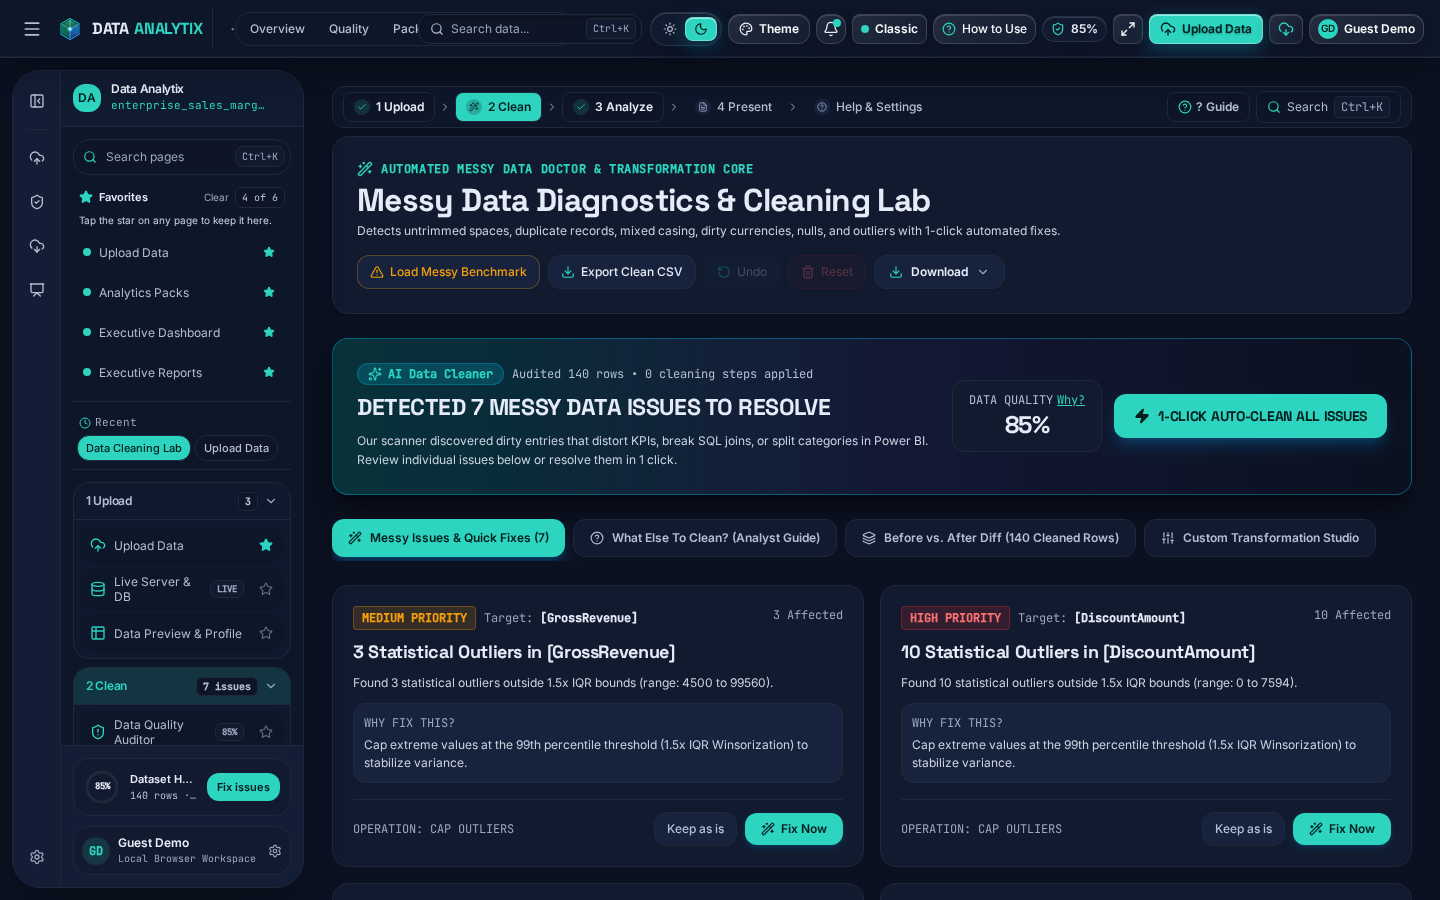 DATA ANALYTIX
Overview
Quality
Pack
Search data...
Ctrl+K
Theme
Classic
How to Use
85%
Upload Data
GD
Guest Demo
DA
Data Analytix
enterprise_sales_marg…
Search pages
Ctrl+K
Favorites
Clear
4 of 6
Tap the star on any page to keep it here.
Upload Data
Analytics Packs
Executive Dashboard
Executive Reports
Recent
Data Cleaning Lab
Upload Data
1 Upload
3
Upload Data
Live Server & DB
LIVE
Data Preview & Profile
2 Clean
7 issues
Data Quality Auditor
85%
85%
Dataset H...
140 rows ·…
Fix issues
GD
Guest Demo
Local Browser Workspace
1 Upload
2 Clean
3 Analyze
4 Present
Help & Settings
? Guide
Search
Ctrl+K
AUTOMATED MESSY DATA DOCTOR & TRANSFORMATION CORE
Messy Data Diagnostics & Cleaning Lab
Detects untrimmed spaces, duplicate records, mixed casing, dirty currencies, nulls, and outliers with 1-click automated fixes.
Load Messy Benchmark
Export Clean CSV
Undo
Reset
Download
AI Data Cleaner
Audited 140 rows • 0 cleaning steps applied
DETECTED 7 MESSY DATA ISSUES TO RESOLVE
Our scanner discovered dirty entries that distort KPIs, break SQL joins, or split categories in Power BI.
Review individual issues below or resolve them in 1 click.
DATA QUALITY Why?
85%
1-CLICK AUTO-CLEAN ALL ISSUES
Messy Issues & Quick Fixes (7)
What Else To Clean? (Analyst Guide)
Before vs. After Diff (140 Cleaned Rows)
Custom Transformation Studio
MEDIUM PRIORITY
Target: [GrossRevenue]
3 Affected
3 Statistical Outliers in [GrossRevenue]
Found 3 statistical outliers outside 1.5x IQR bounds (range: 4500 to 99560).
WHY FIX THIS?
Cap extreme values at the 99th percentile threshold (1.5x IQR Winsorization) to
stabilize variance.
OPERATION: CAP OUTLIERS
Keep as is
Fix Now
HIGH PRIORITY
Target: [DiscountAmount]
10 Affected
10 Statistical Outliers in [DiscountAmount]
Found 10 statistical outliers outside 1.5x IQR bounds (range: 0 to 7594).
WHY FIX THIS?
Cap extreme values at the 99th percentile threshold (1.5x IQR Winsorization) to
stabilize variance.
OPERATION: CAP OUTLIERS
Keep as is
Fix Now